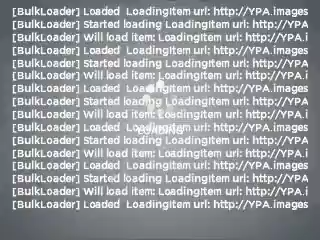 [BulkLoader] Loaded LoadingItem url: http://YPA.images
[BulkLoader] Started loading LoadingItem url: http://YPA
[BulkLoader] Will load item: LoadingItem url: http://YPA.i
[BulkLoader] Loaded LoadingItem url: http://YPA.images
[BulkLoader] Started loading LoadingItem url: http://YPA
[BulkLoader] Will load item: LoadingItem url: http://YPA.i
[BulkLoader] Loaded LoadingItem url: http://YPA.images
[BulkLoader] Started loading LoadingItem url: http://YPA
[BulkLoader] Will load item: LoadingItem url: http://YPA.i
[BulkLoader] Loaded LoadingItem url: http://YPA.images
LOADING
[BulkLoader] Started loading LoadingItem url: http://YPA
[BulkLoader] Will load item: LoadingItem url: http://YPA.i
[BulkLoader] Loaded LoadingItem url: http://YPA.images
[BulkLoader] Started loading LoadingItem url: http://YPA
[BulkLoader] Will load item: LoadingItem url: http://YPA.i
[BulkLoader] Loaded LoadingItem url: http://YPA.images